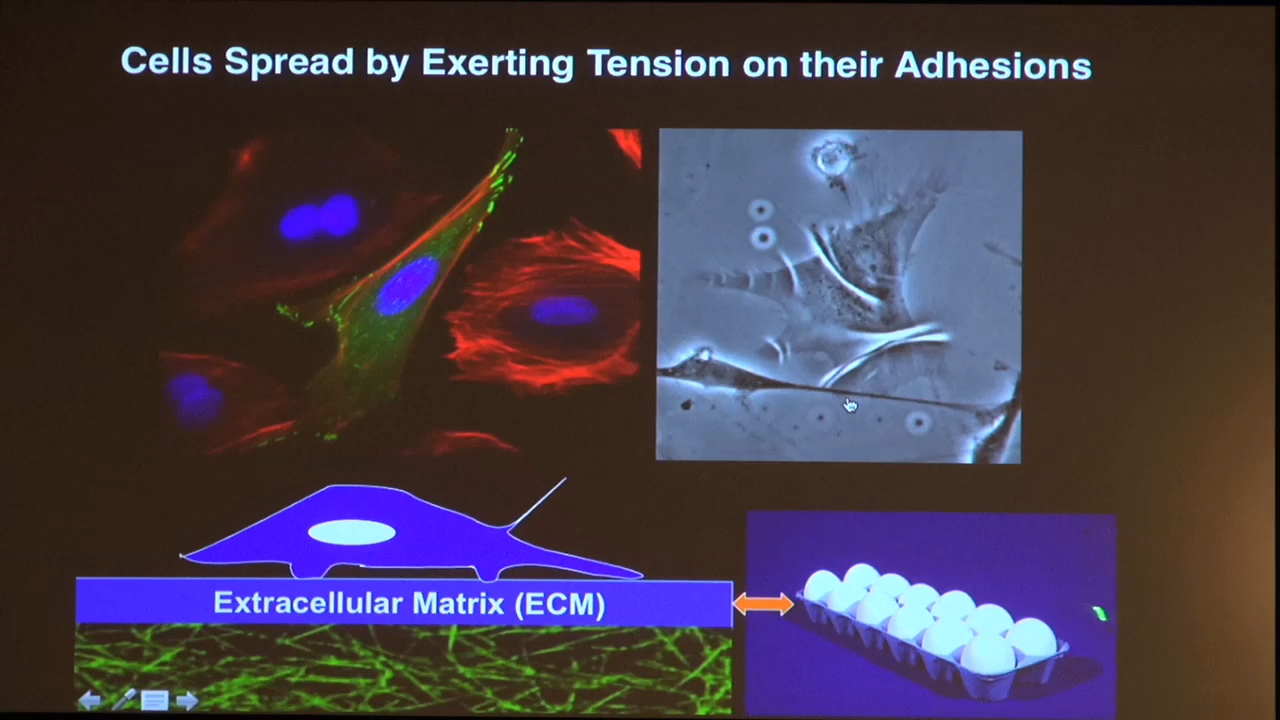 Cells Spread by Exerting Tension on their Adhesions
Extracellular Matrix (ECM)